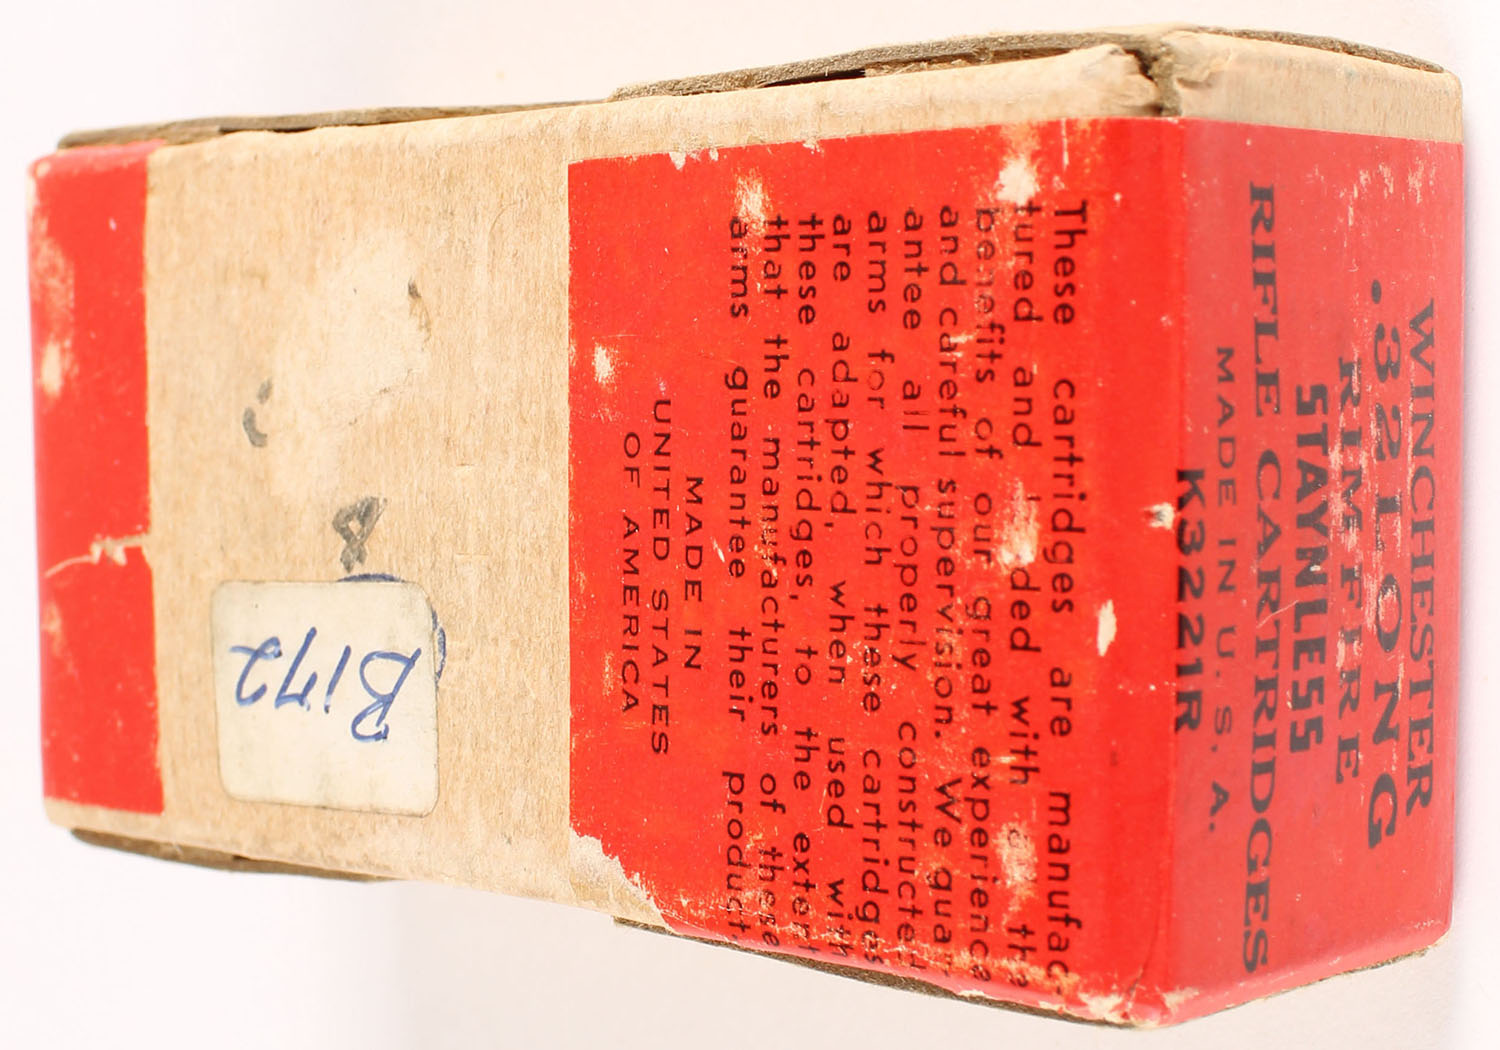 WINCHESTER
.32 LONG
RIMFIRE
STAYNLESS
RIFLE CARTRIDGES
MADE IN U. S. A.
K3221R
These cartridges are manufac-
tured and loaded with the
benefits of our great experience
and careful supervision. We guar-
antee all properly constructed
arms for which these cartridges
are adapted, when used with
these cartridges, to the extent
that the manufacturers of these
arms guarantee their product.
MADE IN
UNITED STATES
OF AMERICA
B172